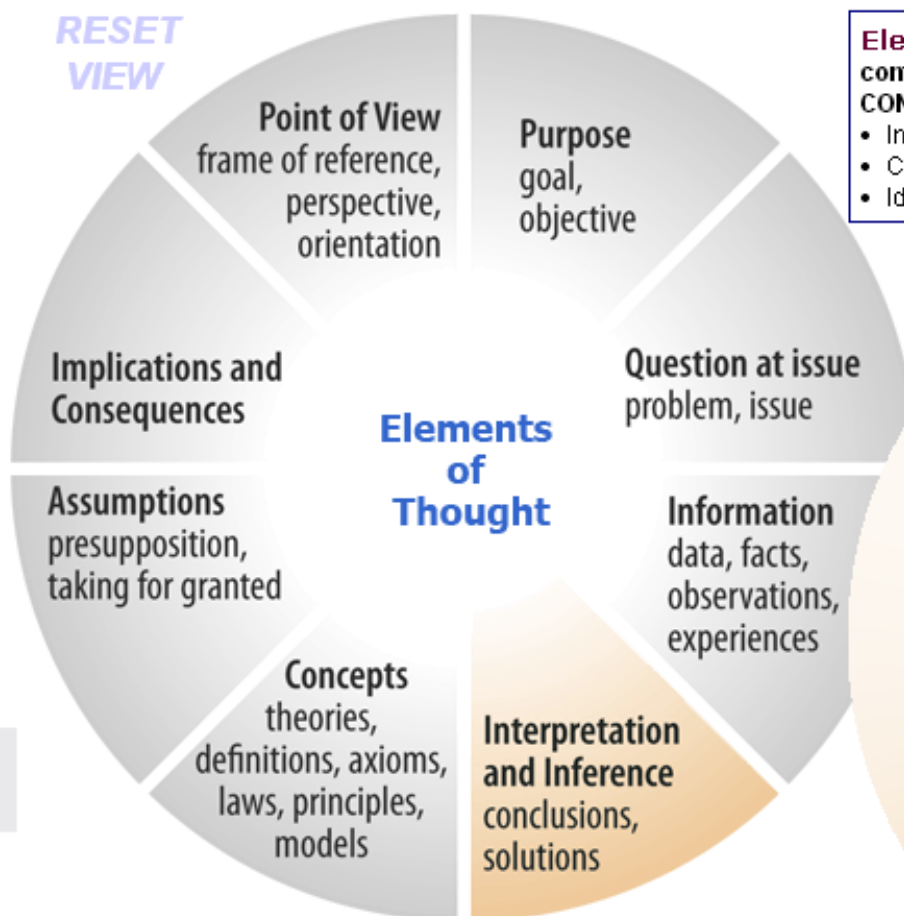 RESET
VIEW
Point of View
frame of reference,
perspective,
orientation
Purpose
goal,
objective
Question at issue
problem, issue
Information
data, facts,
observations,
experiences
Interpretation
and Inference
conclusions,
solutions
Concepts
theories,
definitions, axioms,
laws, principles,
models
Assumptions
presupposition,
taking for granted
Implications and
Consequences
Elements
of
Thought